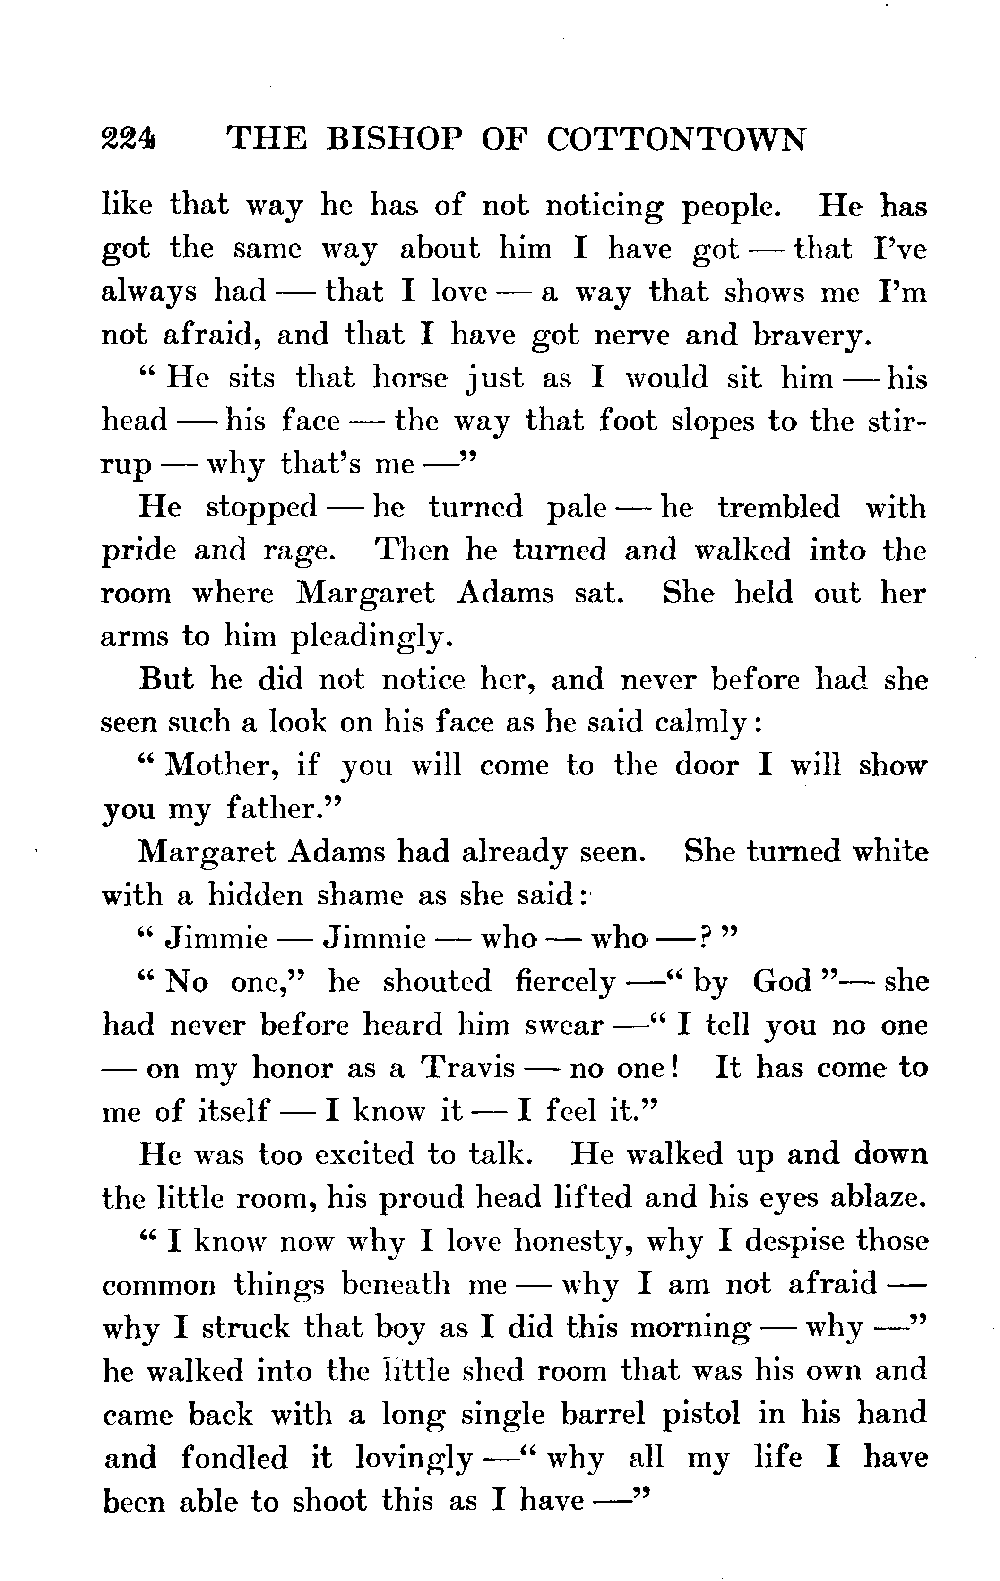 224 THE BISHOP OF COTTONTOWN
like that way he has of not noticing people. He has
got the same way about him I have got — that I've
always had — that I love — a way that shows me I'm
not afraid, and that I have got nerve and bravery.
“ He sits that horse just as I would sit him — his
head — his face — the way that foot slopes to the stir-
rup — why that's me —”
He stopped — he turned pale — he trembled with
pride and rage. Then he turned and walked into the
room where Margaret Adams sat. She held out her
arms to him pleadingly.
But he did not notice her, and never before had she
seen such a look on his face as he said calmly:
“ Mother, if you will come to the door I will show
you my father.”
Margaret Adams had already seen. She turned white
with a hidden shame as she said:
“ Jimmie — Jimmie — who — who —? ”
“ No one,” he shouted fiercely —“ by God ”— she
had never before heard him swear —“ I tell you no one
— on my honor as a Travis — no one! It has come to
me of itself — I know it — I feel it.”
He was too excited to talk. He walked up and down
the little room, his proud head lifted and his eyes ablaze.
“ I know now why I love honesty, why I despise those
common things beneath me — why I am not afraid —
why I struck that boy as I did this morning — why —”
he walked into the little shed room that was his own and
came back with a long single barrel pistol in his hand
and fondled it lovingly —“ why all my life I have
been able to shoot this as I have —”